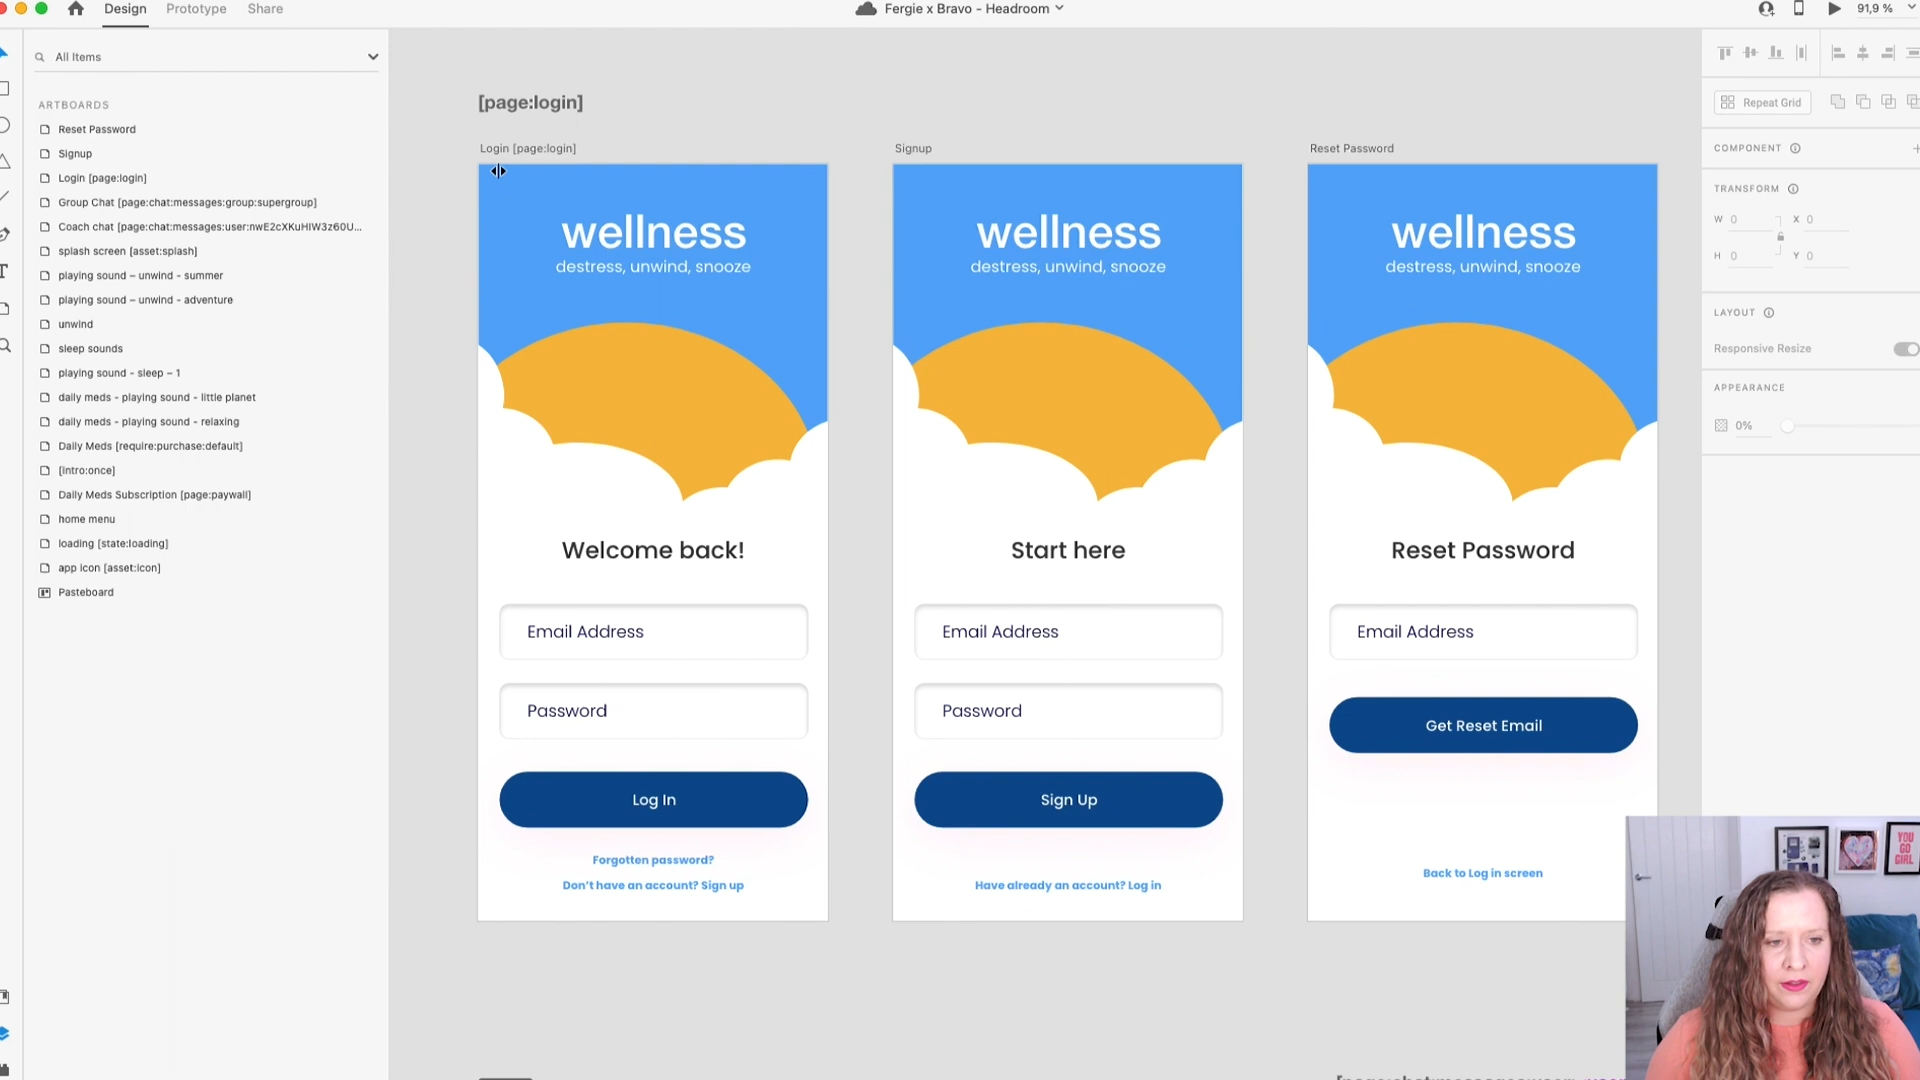 Design Prototype Share
Fergie x Bravo - Headroom
91,9 %
All Items
ARTBOARDS
Reset Password
Signup
Login [page:login]
Group Chat [page:chat:messages:group:supergroup]
Coach chat [page:chat:messages:user:nwE2cXKuHIW3z60U...
splash screen [asset:splash]
playing sound – unwind - summer
playing sound – unwind - adventure
unwind
sleep sounds
playing sound - sleep – 1
daily meds - playing sound - little planet
daily meds - playing sound - relaxing
Daily Meds [require:purchase:default]
[intro:once]
Daily Meds Subscription [page:paywall]
home menu
loading [state:loading]
app icon [asset:icon]
Pasteboard
[page:login]
Login [page:login]
wellness
destress, unwind, snooze
Welcome back!
Email Address
Password
Log In
Forgotten password?
Don't have an account? Sign up
Signup
wellness
destress, unwind, snooze
Start here
Email Address
Password
Sign Up
Have already an account? Log in
Reset Password
wellness
destress, unwind, snooze
Reset Password
Email Address
Get Reset Email
Back to Log in screen
Repeat Grid
COMPONENT
TRANSFORM
W 0 X 0
H 0 Y 0
LAYOUT
Responsive Resize
APPEARANCE
0%
YOU
GO
GIRL